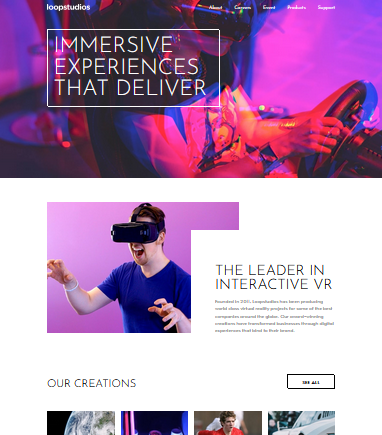 loopstudios
About Careers Event Products Support
IMMERSIVE
EXPERIENCES
THAT DELIVER
THE LEADER IN
INTERACTIVE VR
Founded in 2011, Loopstudios has been producing
world-class virtual reality projects for some of the best
companies around the globe. Our award-winning
creations have transformed businesses through digital
experiences that bind to their brand.
OUR CREATIONS
SEE ALL